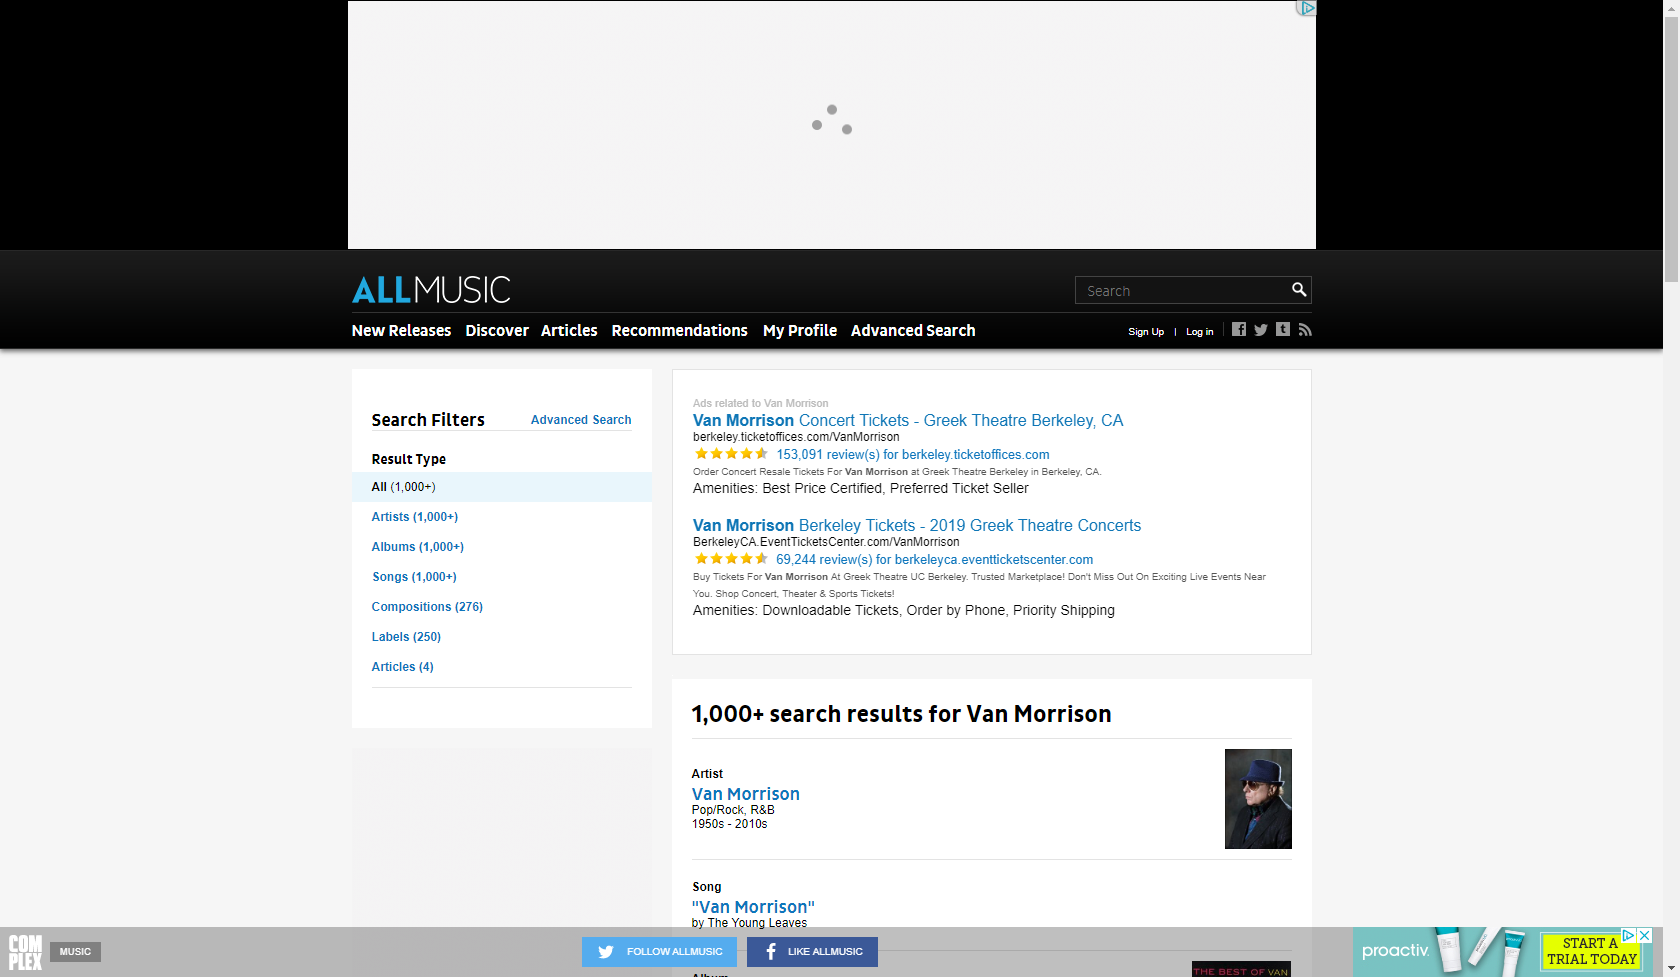 ALLMUSIC
Search
New Releases Discover Articles Recommendations My Profile Advanced Search
Sign Up | Log in
Search Filters
Advanced Search
Result Type
All (1,000+)
Artists (1,000+)
Albums (1,000+)
Songs (1,000+)
Compositions (276)
Labels (250)
Articles (4)
Ads related to Van Morrison
Van Morrison Concert Tickets - Greek Theatre Berkeley, CA
berkeley.ticketoffices.com/VanMorrison
153,091 review(s) for berkeley.ticketoffices.com
Order Concert Resale Tickets For Van Morrison at Greek Theatre Berkeley in Berkeley, CA.
Amenities: Best Price Certified, Preferred Ticket Seller
Van Morrison Berkeley Tickets - 2019 Greek Theatre Concerts
BerkeleyCA.EventTicketsCenter.com/VanMorrison
69,244 review(s) for berkeleyca.eventticketscenter.com
Buy Tickets For Van Morrison At Greek Theatre UC Berkeley. Trusted Marketplace! Don't Miss Out On Exciting Live Events Near
You. Shop Concert, Theater & Sports Tickets!
Amenities: Downloadable Tickets, Order by Phone, Priority Shipping
1,000+ search results for Van Morrison
Artist
Van Morrison
Pop/Rock, R&B
1950s - 2010s
Song
"Van Morrison"
by The Young Leaves
Album
THE BEST OF VAN
COM
PLEX
MUSIC
FOLLOW ALLMUSIC
LIKE ALLMUSIC
proactiv.
START A
TRIAL TODAY